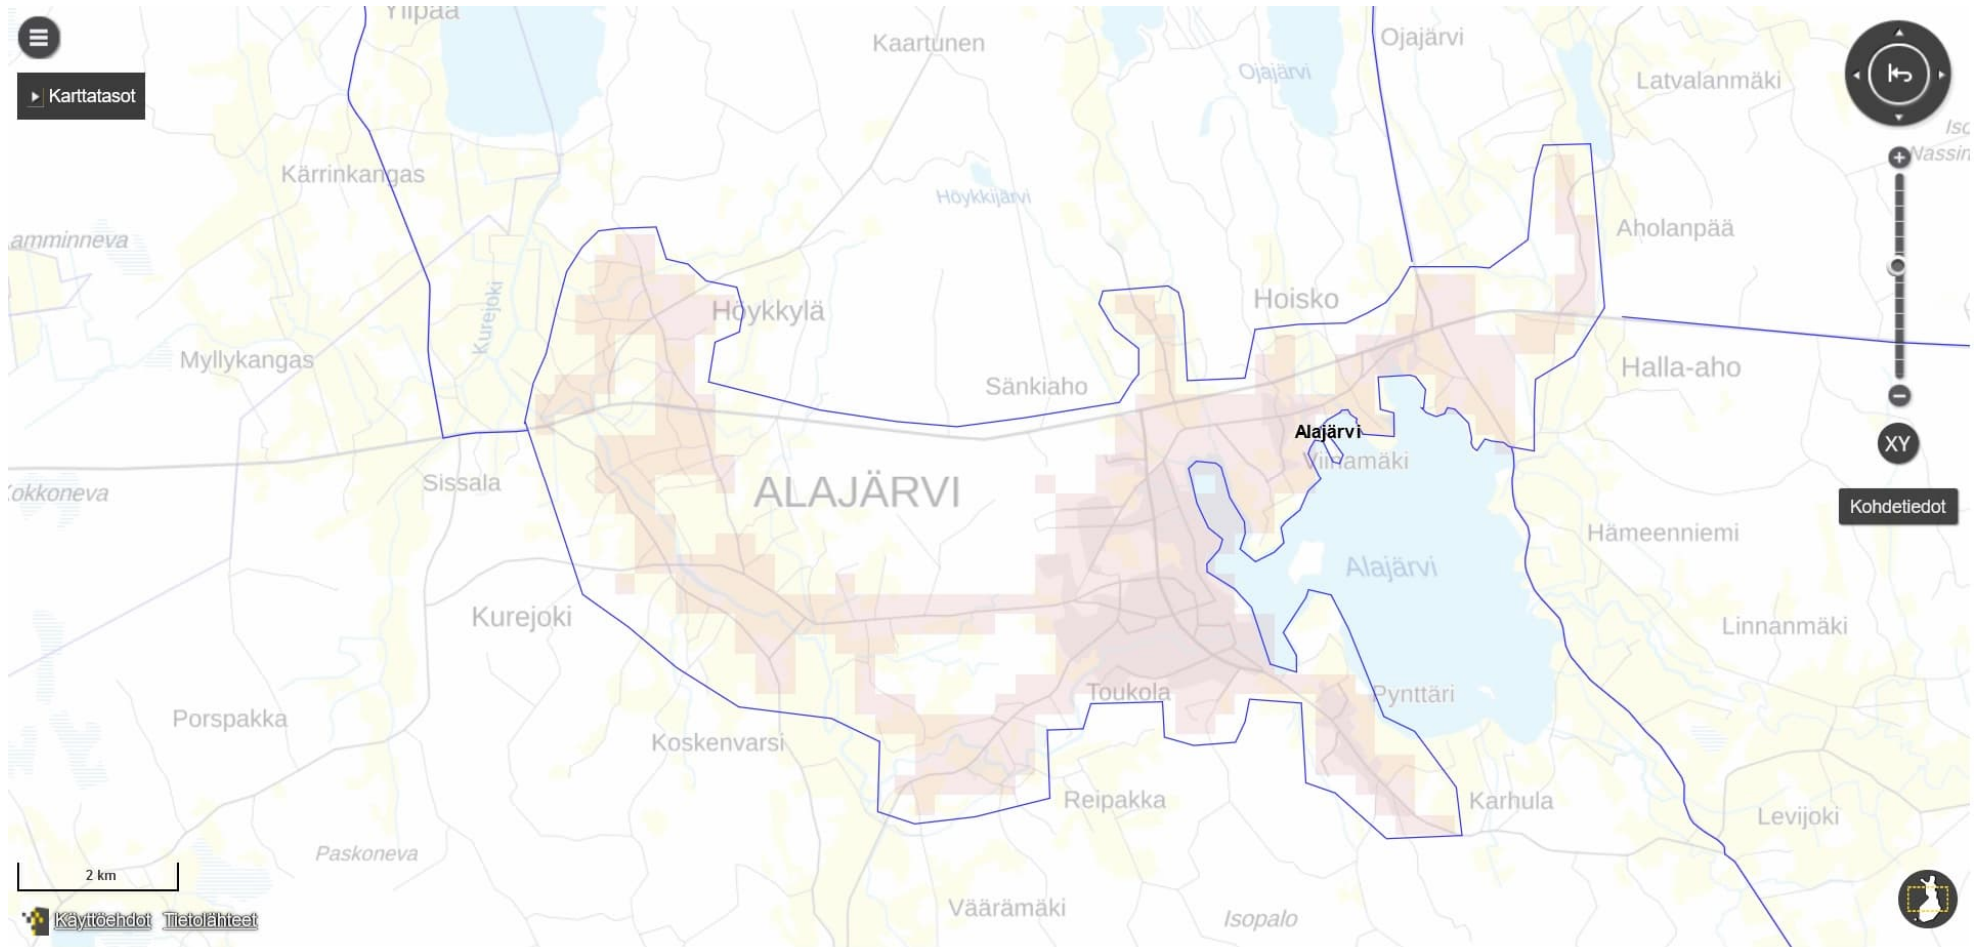 Ylipää
Kaartunen
Ojajärvi
Ojajärvi
Latvalanmäki
Karttatasot
Kärrinkangas
Höykkijärvi
Aholanpää
amminneva
Kurejoki
Höykkylä
Hoisko
Myllykangas
Sänkiaho
Halla-aho
Alajärvi
Viinamäki
XY
Sissala
ALAJÄRVI
okkoneva
Kohdetiedot
Hämeenniemi
Alajärvi
Kurejoki
Linnanmäki
Toukola
Pynttäri
Porspakka
Koskenvarsi
Reipakka
Karhula
Levijoki
Paskoneva
2 km
Väärämäki
Isopalo
Käyttöehdot Tietolähteet